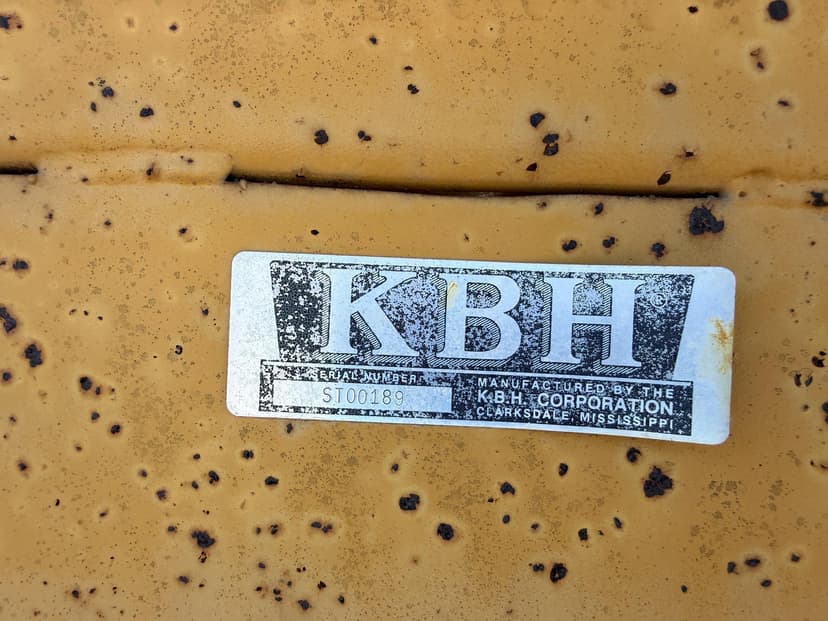 KBH®
SERIAL NUMBER
ST00189
MANUFACTURED BY THE
K.B.H. CORPORATION
CLARKSDALE, MISSISSIPPI